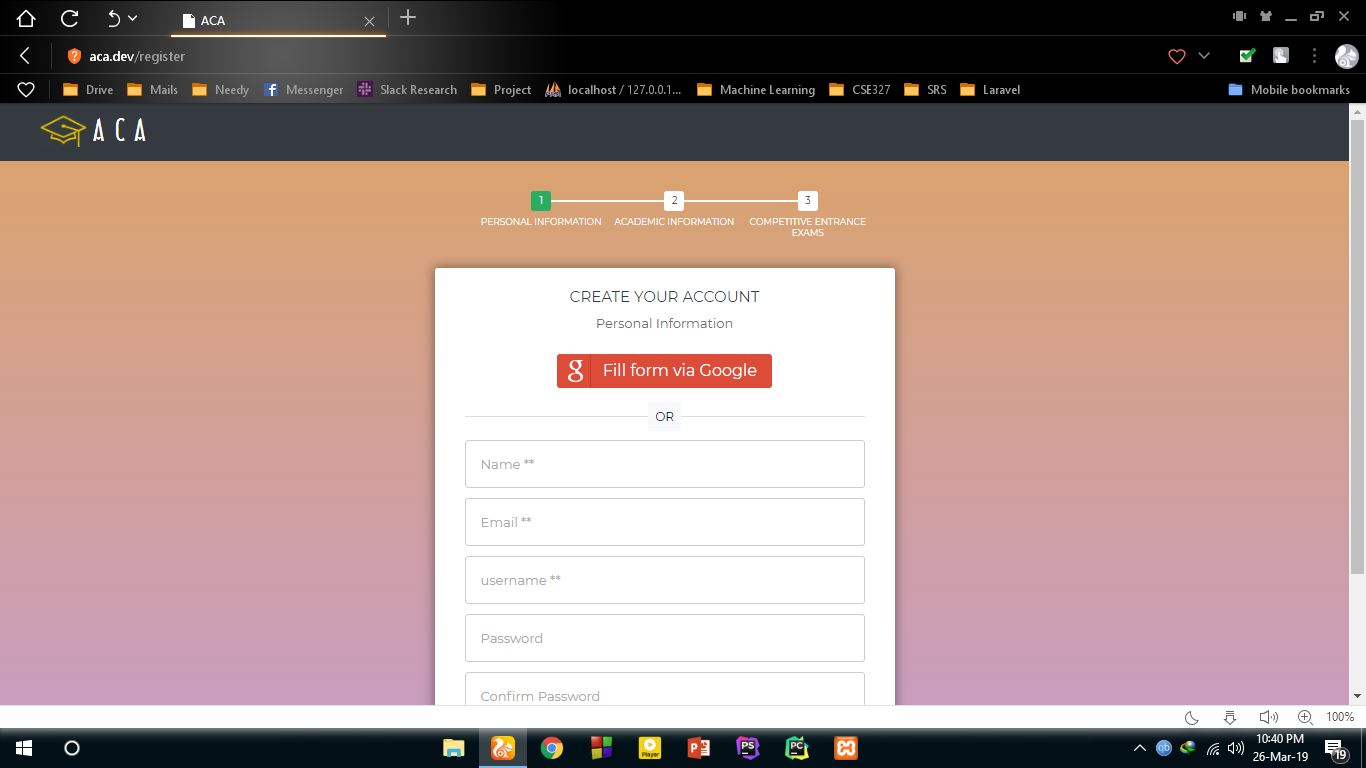 ACA
aca.dev/register
Drive Mails Needy Messenger Slack Research Project localhost / 127.0.0.1... Machine Learning CSE327 SRS Laravel Mobile bookmarks
ACA
1 2 3
PERSONAL INFORMATION ACADEMIC INFORMATION COMPETITIVE ENTRANCE
EXAMS
CREATE YOUR ACCOUNT
Personal Information
g Fill form via Google
OR
Name **
Email **
username **
Password
Confirm Password
100%
Player P PS PC
10:40 PM
26-Mar-19
19